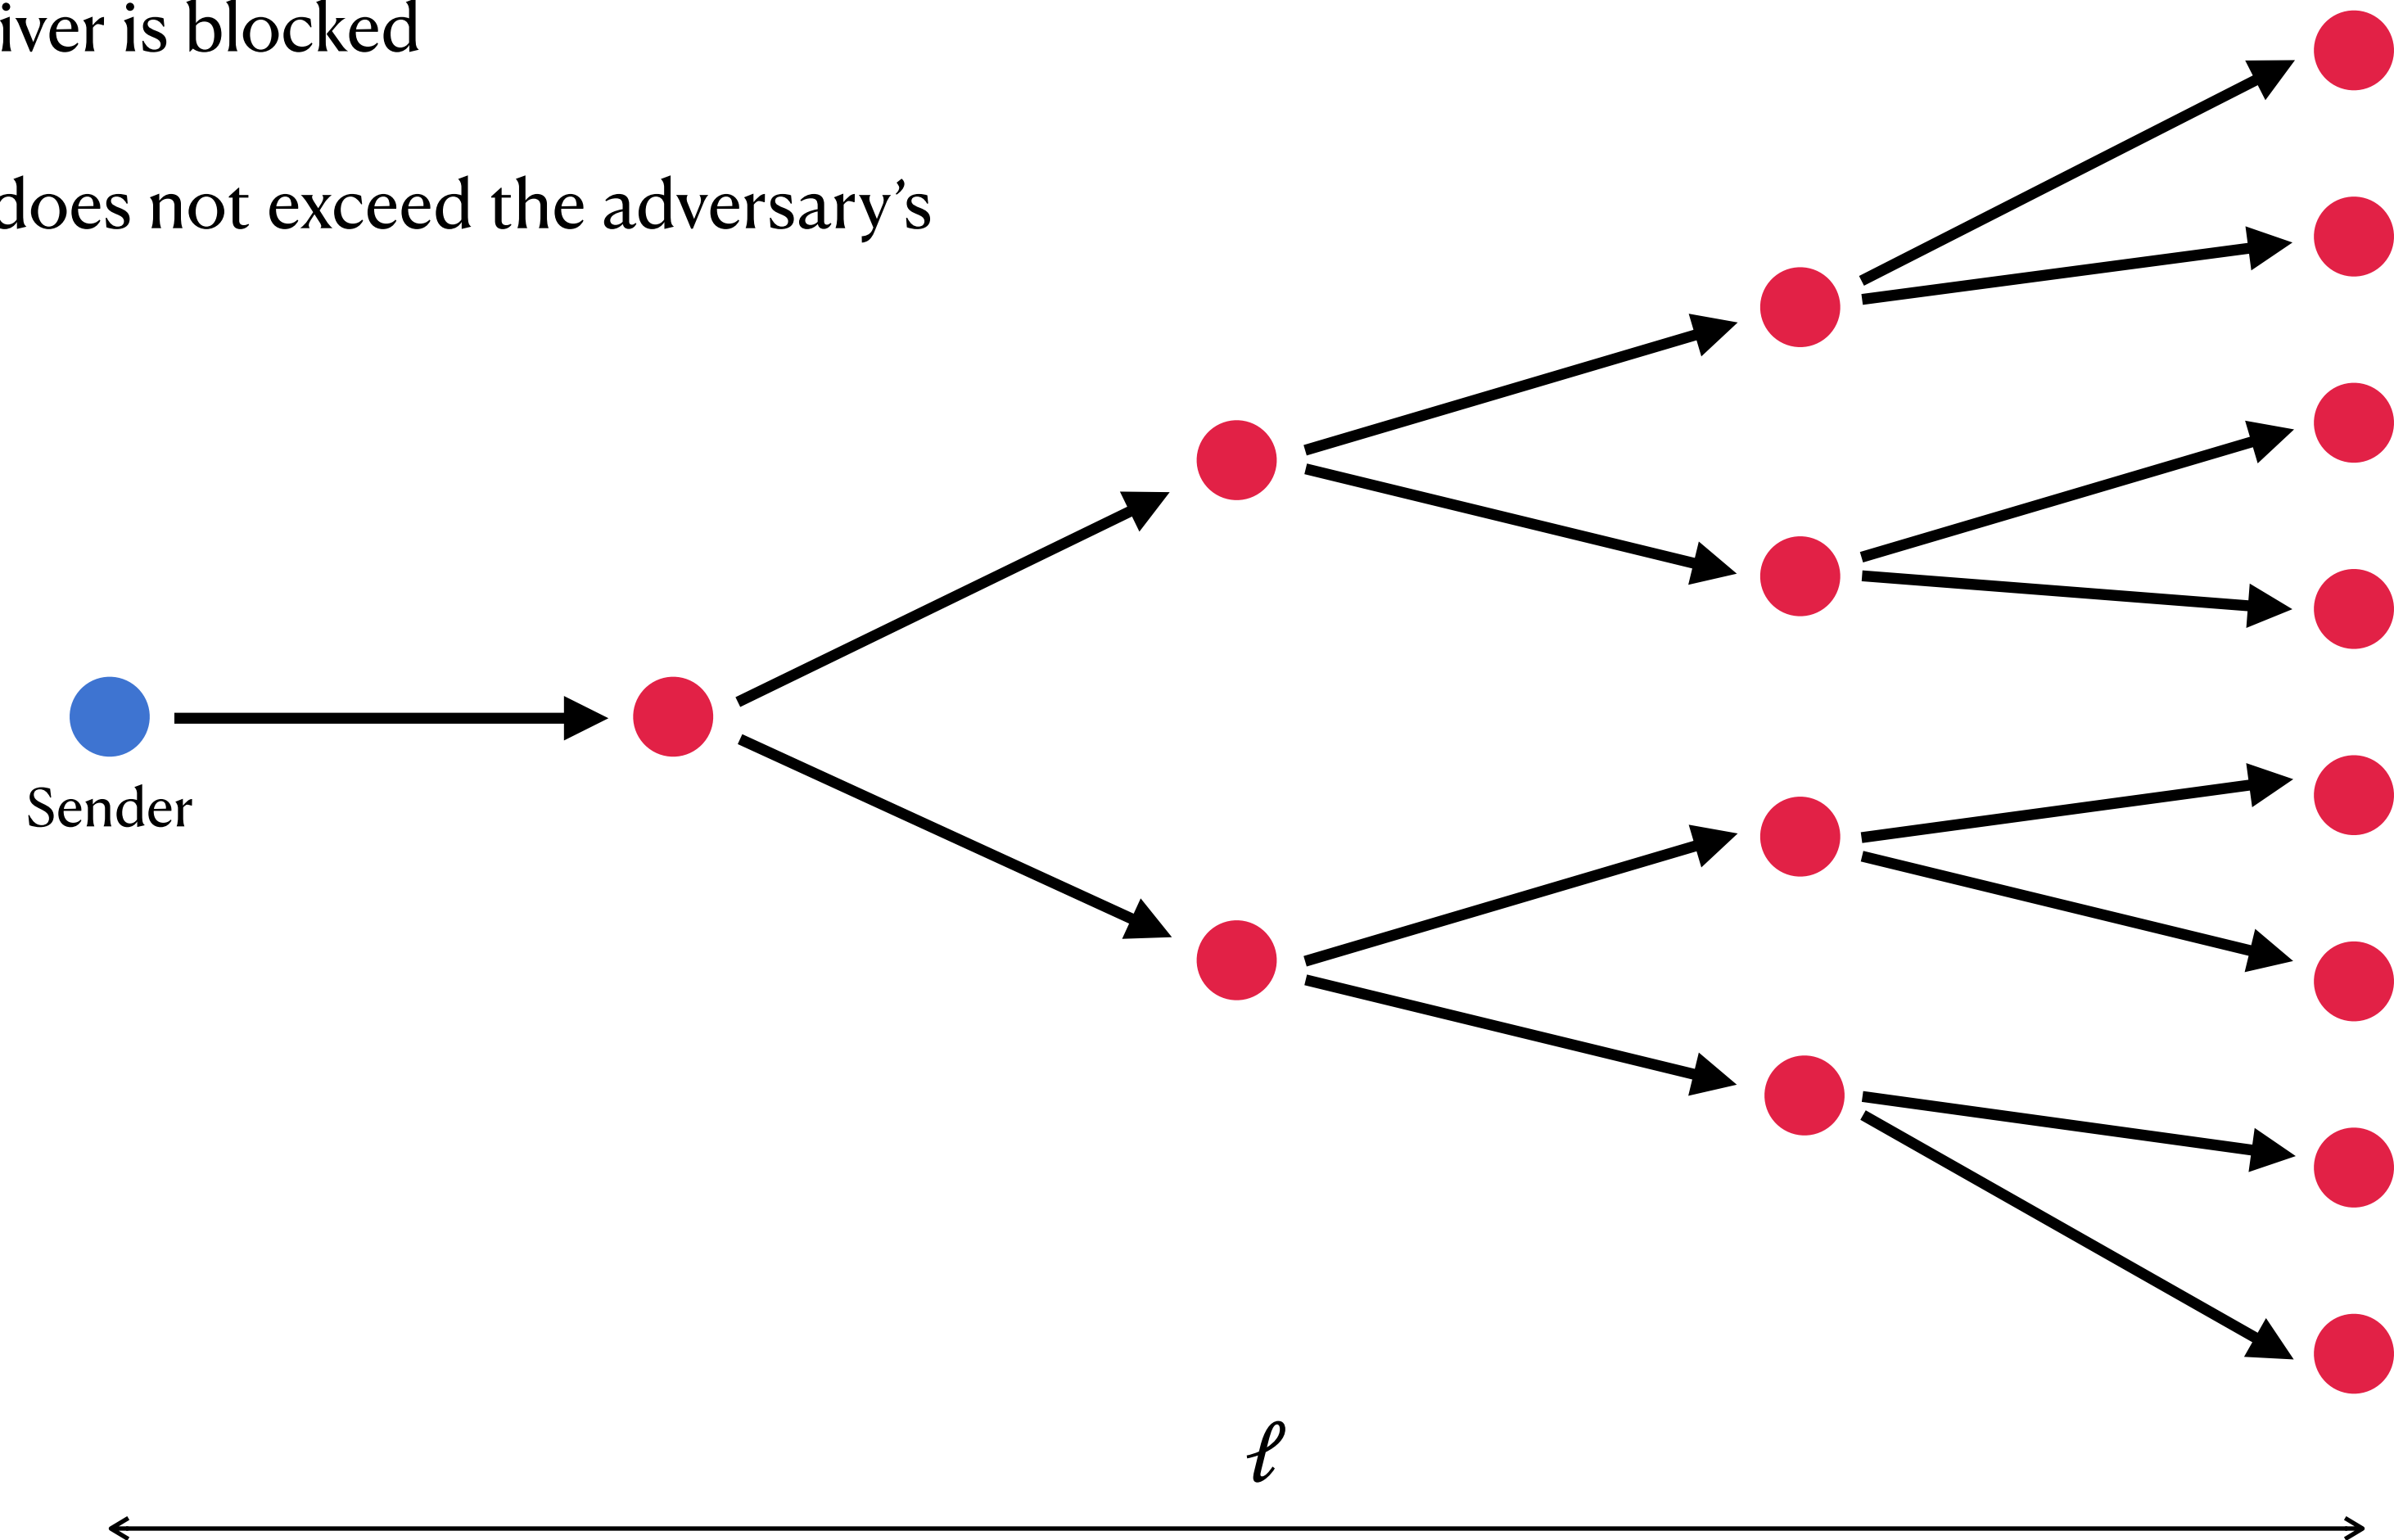 iver is blocked
does not exceed the adversary’s
Sender
ℓ